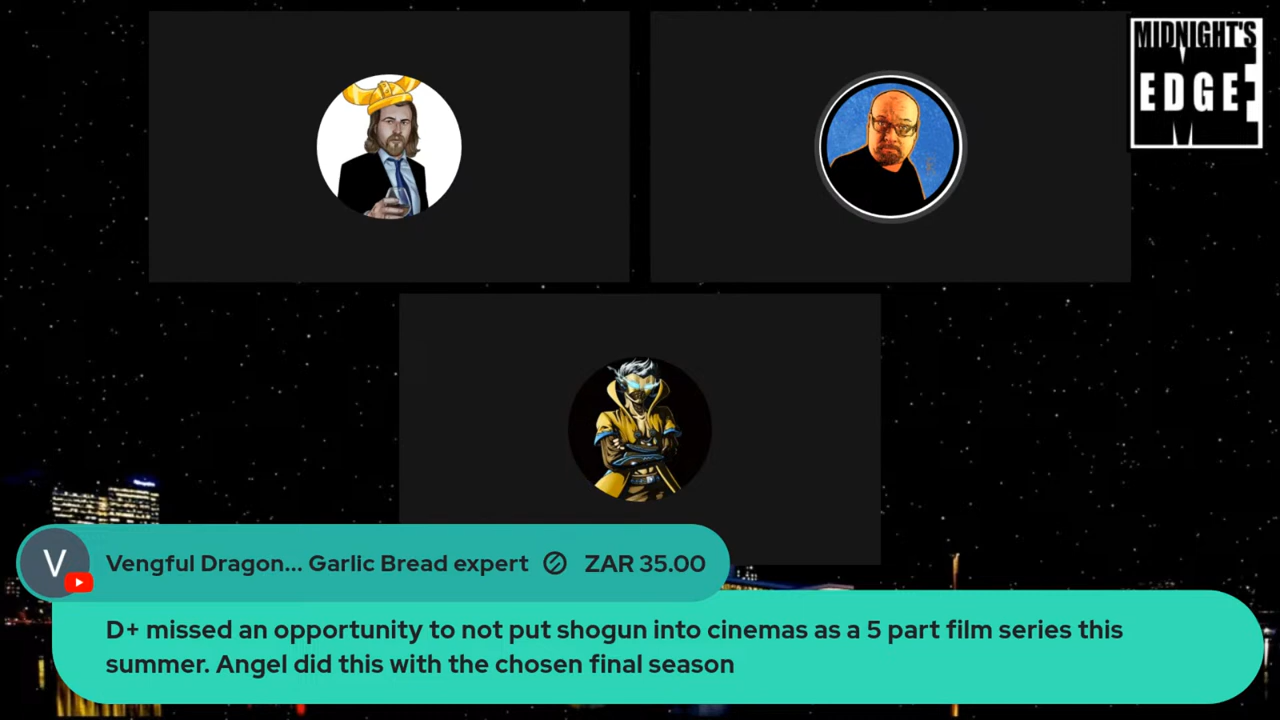 MIDNIGHT'S
EDGE
V
Vengful Dragon... Garlic Bread expert ZAR 35.00
D+ missed an opportunity to not put shogun into cinemas as a 5 part film series this
summer. Angel did this with the chosen final season